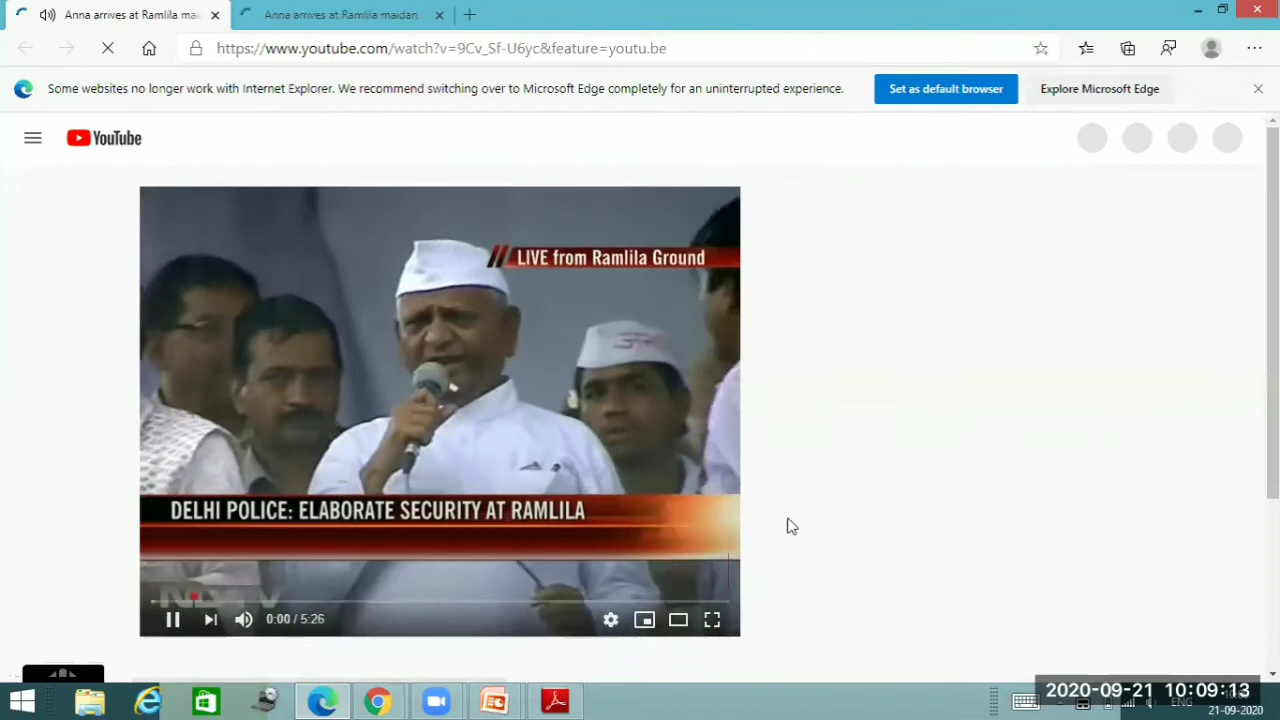 Anna arrives at Ramlila mai
Anna arrives at Ramlila maidan.
https://www.youtube.com/watch?v=9Cv_Sf-U6yc&feature=youtu.be
Some websites no longer work with Internet Explorer. We recommend switching over to Microsoft Edge completely for an uninterrupted experience.
Set as default browser
Explore Microsoft Edge
YouTube
LIVE from Ramlila Ground
DELHI POLICE: ELABORATE SECURITY AT RAMLILA
NDTV
0:00 / 5:26
2020-09-21 10:09:13
ENG
21-09-2020